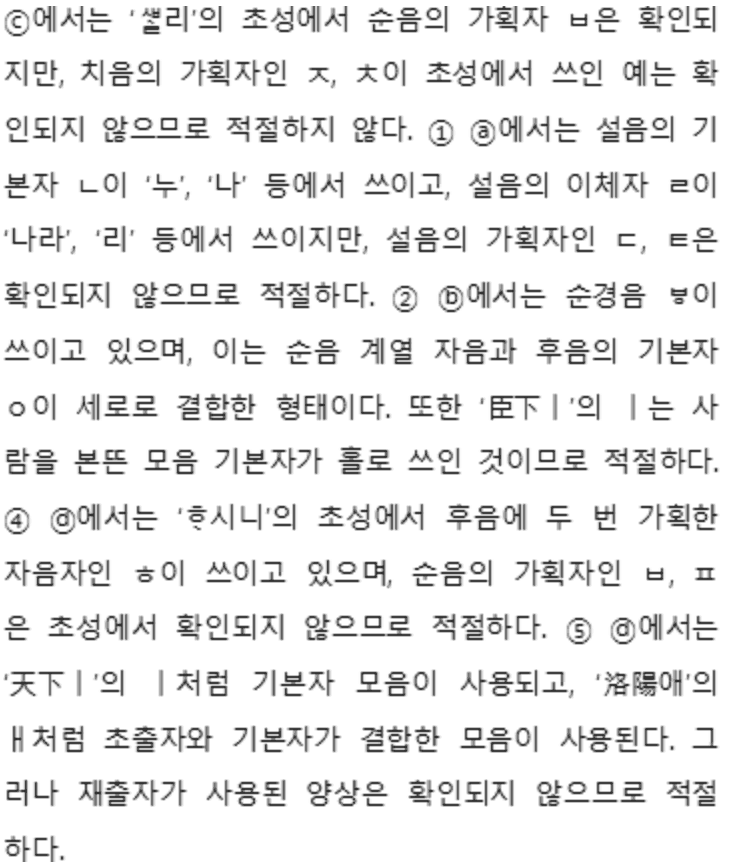 ⓒ에서는 ‘ᄲᅡᆯ리’의 초성에서 순음의 가획자 ㅂ은 확인되
지만, 치음의 가획자인 ㅈ, ㅊ이 초성에서 쓰인 예는 확
인되지 않으므로 적절하지 않다. ① ⓐ에서는 설음의 기
본자 ㄴ이 ‘누’, ‘나’ 등에서 쓰이고, 설음의 이체자 ㄹ이
‘나라’, ‘리’ 등에서 쓰이지만, 설음의 가획자인 ㄷ, ㅌ은
확인되지 않으므로 적절하다. ② ⓑ에서는 순경음 ㅸ이
쓰이고 있으며, 이는 순음 계열 자음과 후음의 기본자
ㅇ이 세로로 결합한 형태이다. 또한 ‘臣下ㅣ’의 ㅣ는 사
람을 본뜬 모음 기본자가 홀로 쓰인 것이므로 적절하다.
④ ⓓ에서는 ‘ᄒᆞ시니’의 초성에서 후음에 두 번 가획한
자음자인 ㅎ이 쓰이고 있으며, 순음의 가획자인 ㅂ, ㅍ
은 초성에서 확인되지 않으므로 적절하다. ⑤ ⓓ에서는
‘天下ㅣ’의 ㅣ처럼 기본자 모음이 사용되고, ‘洛陽애’의
ㅐ처럼 초출자와 기본자가 결합한 모음이 사용된다. 그
러나 재출자가 사용된 양상은 확인되지 않으므로 적절
하다.